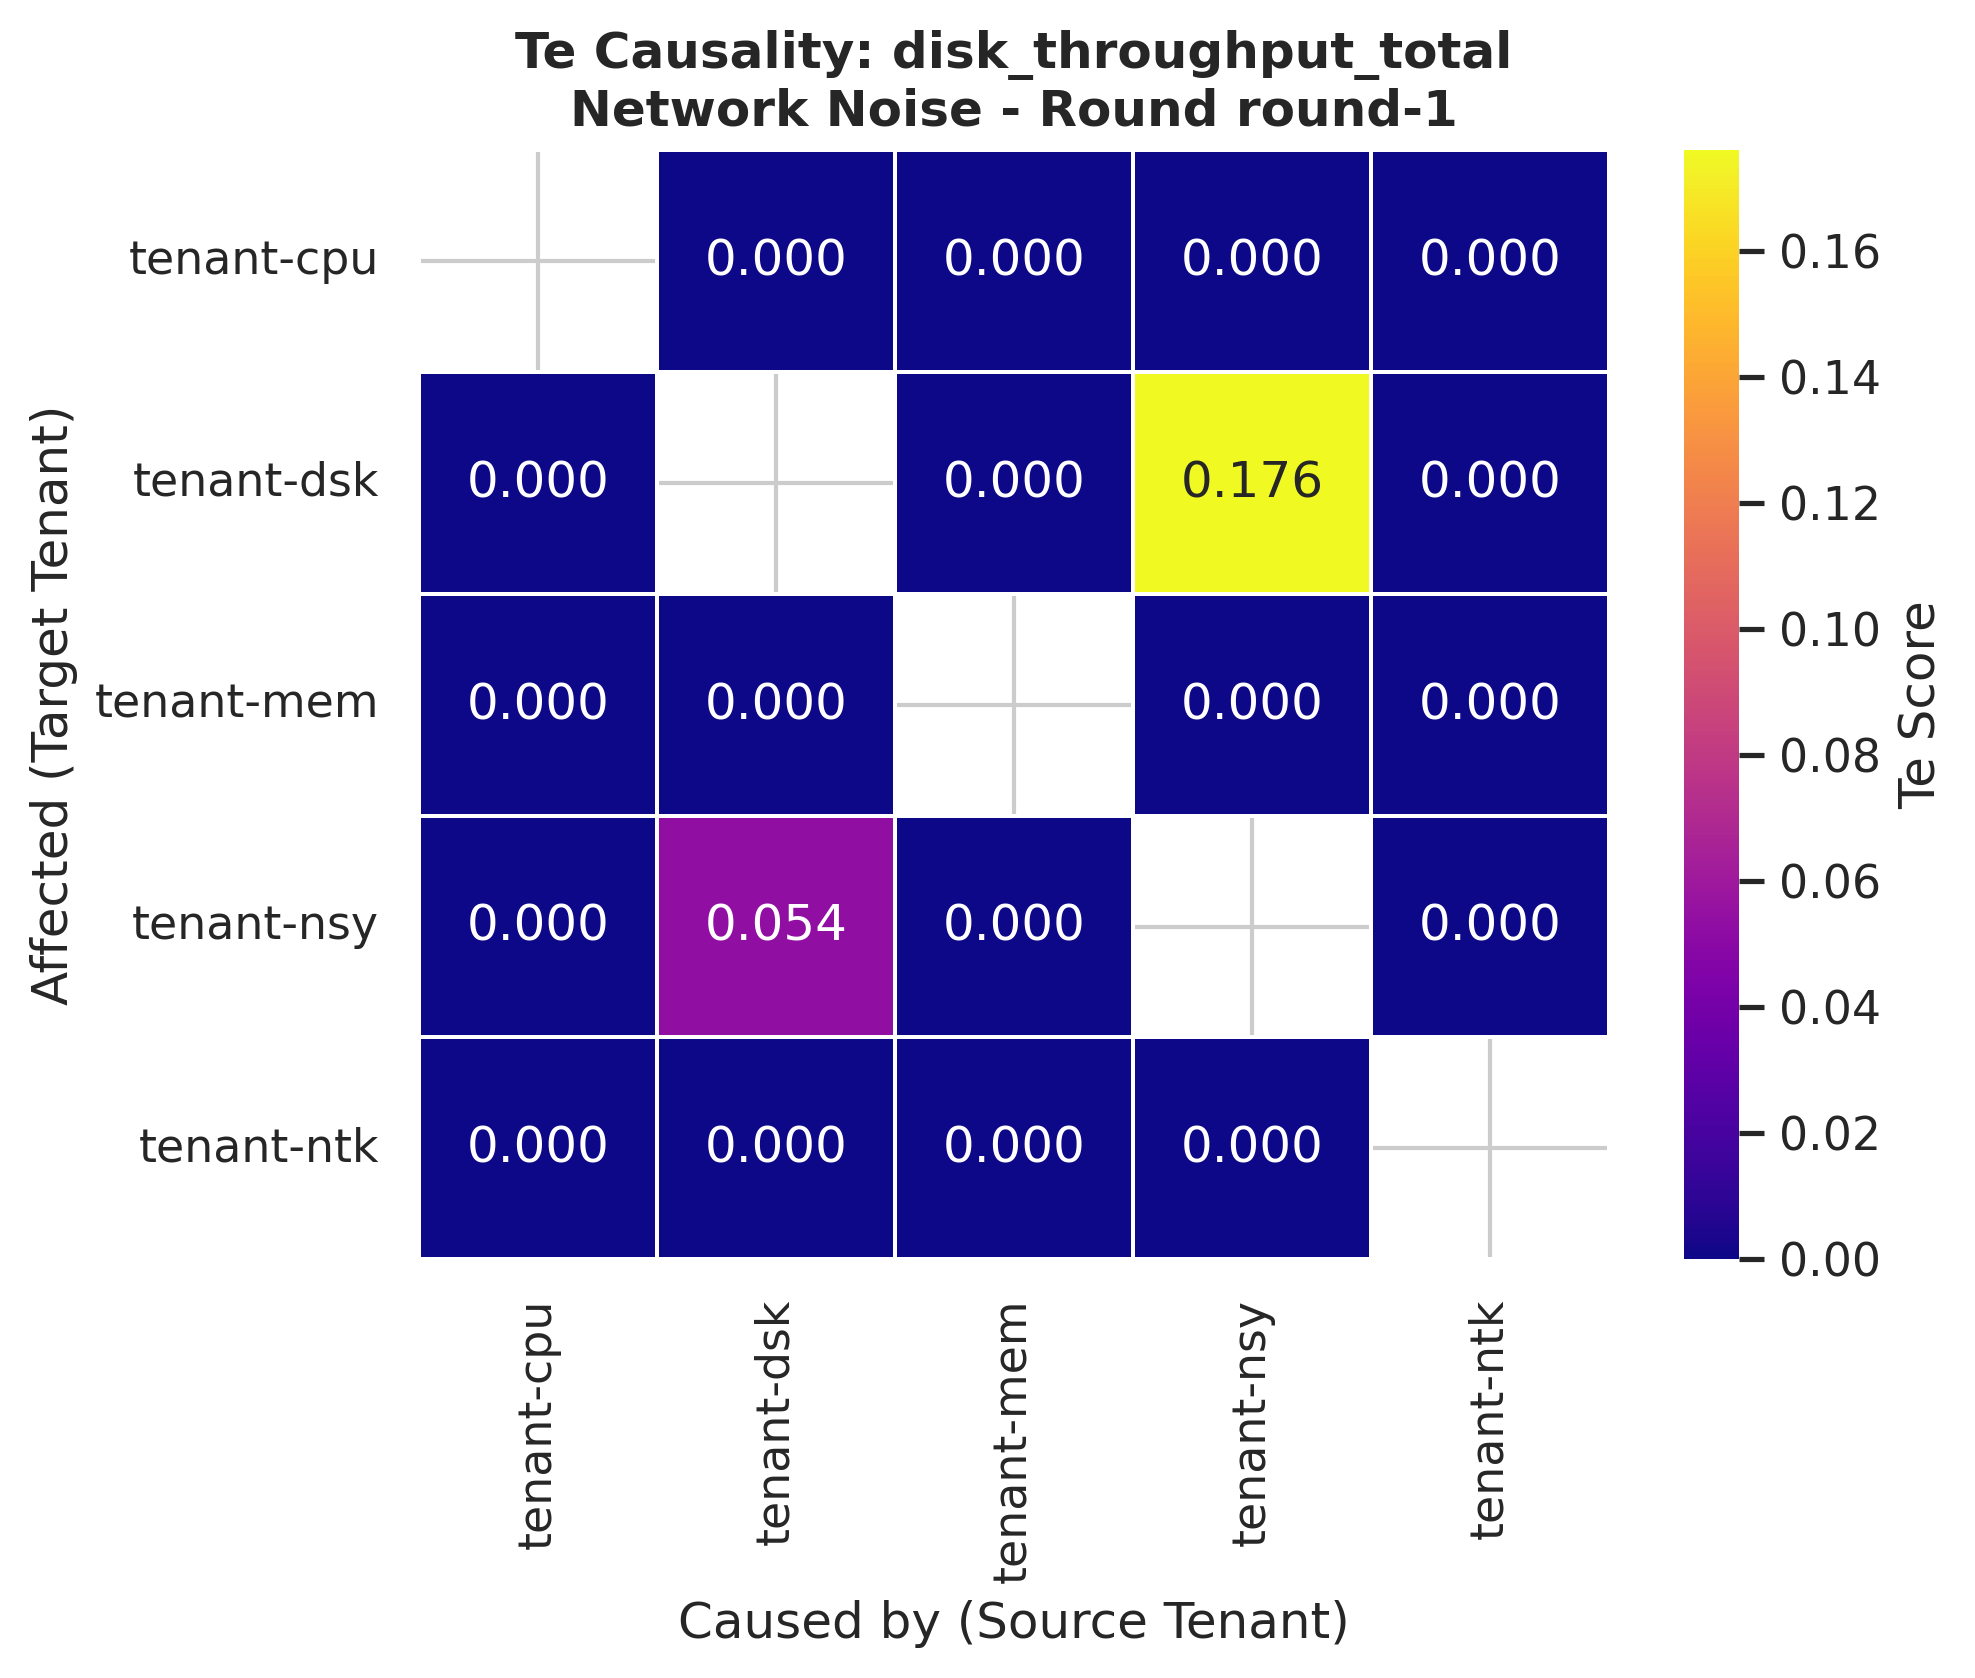 Te Causality: disk_throughput_total
Network Noise - Round round-1
tenant-cpu
0.000 0.000 0.000 0.000
tenant-dsk
0.000 0.000 0.176 0.000
tenant-mem
0.000 0.000 0.000 0.000
tenant-nsy
0.000 0.054 0.000 0.000
tenant-ntk
0.000 0.000 0.000 0.000
Affected (Target Tenant)
tenant-cpu
tenant-dsk
tenant-mem
tenant-nsy
tenant-ntk
Caused by (Source Tenant)
0.16
0.14
0.12
0.10
0.08
0.06
0.04
0.02
0.00
Te Score